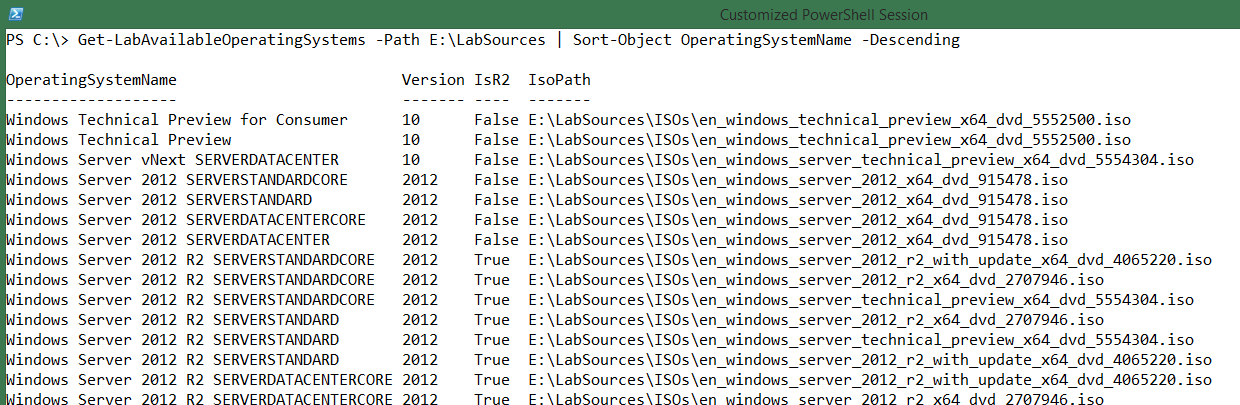 Customized PowerShell Session
PS C:\> Get-LabAvailableOperatingSystems -Path E:\LabSources | Sort-Object OperatingSystemName -Descending
OperatingSystemName Version IsR2 IsoPath
------------------- ------- ---- -------
Windows Technical Preview for Consumer 10 False E:\LabSources\ISOs\en_windows_technical_preview_x64_dvd_5552500.iso
Windows Technical Preview 10 False E:\LabSources\ISOs\en_windows_technical_preview_x64_dvd_5552500.iso
Windows Server vNext SERVERDATACENTER 10 False E:\LabSources\ISOs\en_windows_server_technical_preview_x64_dvd_5554304.iso
Windows Server 2012 SERVERSTANDARDCORE 2012 False E:\LabSources\ISOs\en_windows_server_2012_x64_dvd_915478.iso
Windows Server 2012 SERVERSTANDARD 2012 False E:\LabSources\ISOs\en_windows_server_2012_x64_dvd_915478.iso
Windows Server 2012 SERVERDATACENTERCORE 2012 False E:\LabSources\ISOs\en_windows_server_2012_x64_dvd_915478.iso
Windows Server 2012 SERVERDATACENTER 2012 False E:\LabSources\ISOs\en_windows_server_2012_x64_dvd_915478.iso
Windows Server 2012 R2 SERVERSTANDARDCORE 2012 True E:\LabSources\ISOs\en_windows_server_2012_r2_with_update_x64_dvd_4065220.iso
Windows Server 2012 R2 SERVERSTANDARDCORE 2012 True E:\LabSources\ISOs\en_windows_server_2012_r2_x64_dvd_2707946.iso
Windows Server 2012 R2 SERVERSTANDARDCORE 2012 True E:\LabSources\ISOs\en_windows_server_technical_preview_x64_dvd_5554304.iso
Windows Server 2012 R2 SERVERSTANDARD 2012 True E:\LabSources\ISOs\en_windows_server_2012_r2_x64_dvd_2707946.iso
Windows Server 2012 R2 SERVERSTANDARD 2012 True E:\LabSources\ISOs\en_windows_server_technical_preview_x64_dvd_5554304.iso
Windows Server 2012 R2 SERVERSTANDARD 2012 True E:\LabSources\ISOs\en_windows_server_2012_r2_with_update_x64_dvd_4065220.iso
Windows Server 2012 R2 SERVERDATACENTERCORE 2012 True E:\LabSources\ISOs\en_windows_server_2012_r2_with_update_x64_dvd_4065220.iso
Windows Server 2012 R2 SERVERDATACENTERCORE 2012 True E:\LabSources\ISOs\en_windows_server_2012_r2_x64_dvd_2707946.iso